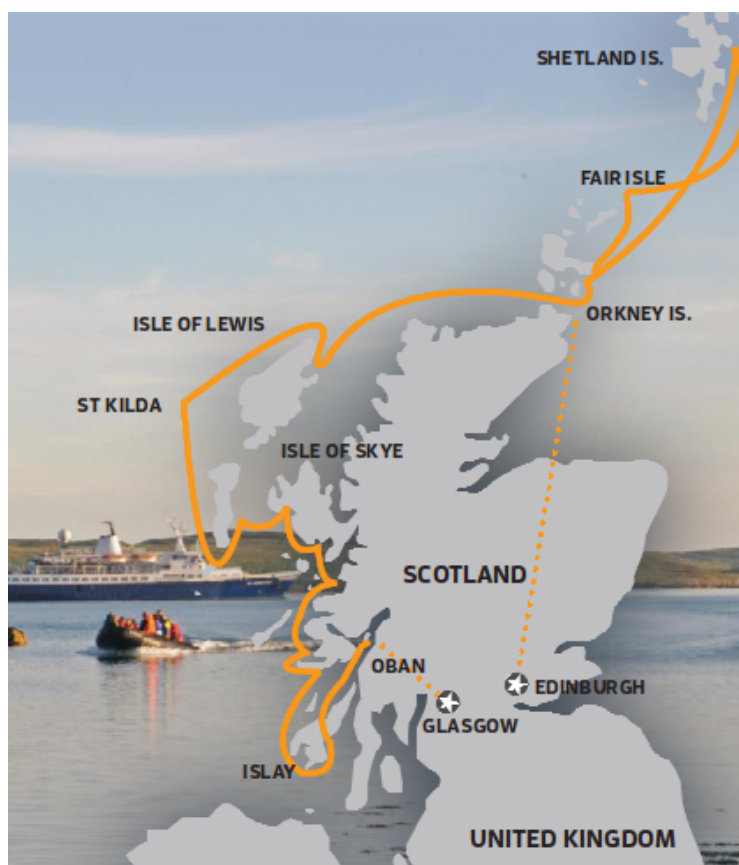 SHETLAND IS.
FAIR ISLE
ORKNEY IS.
ISLE OF LEWIS
ST KILDA
ISLE OF SKYE
SCOTLAND
OBAN
EDINBURGH
GLASGOW
ISLAY
UNITED KINGDOM